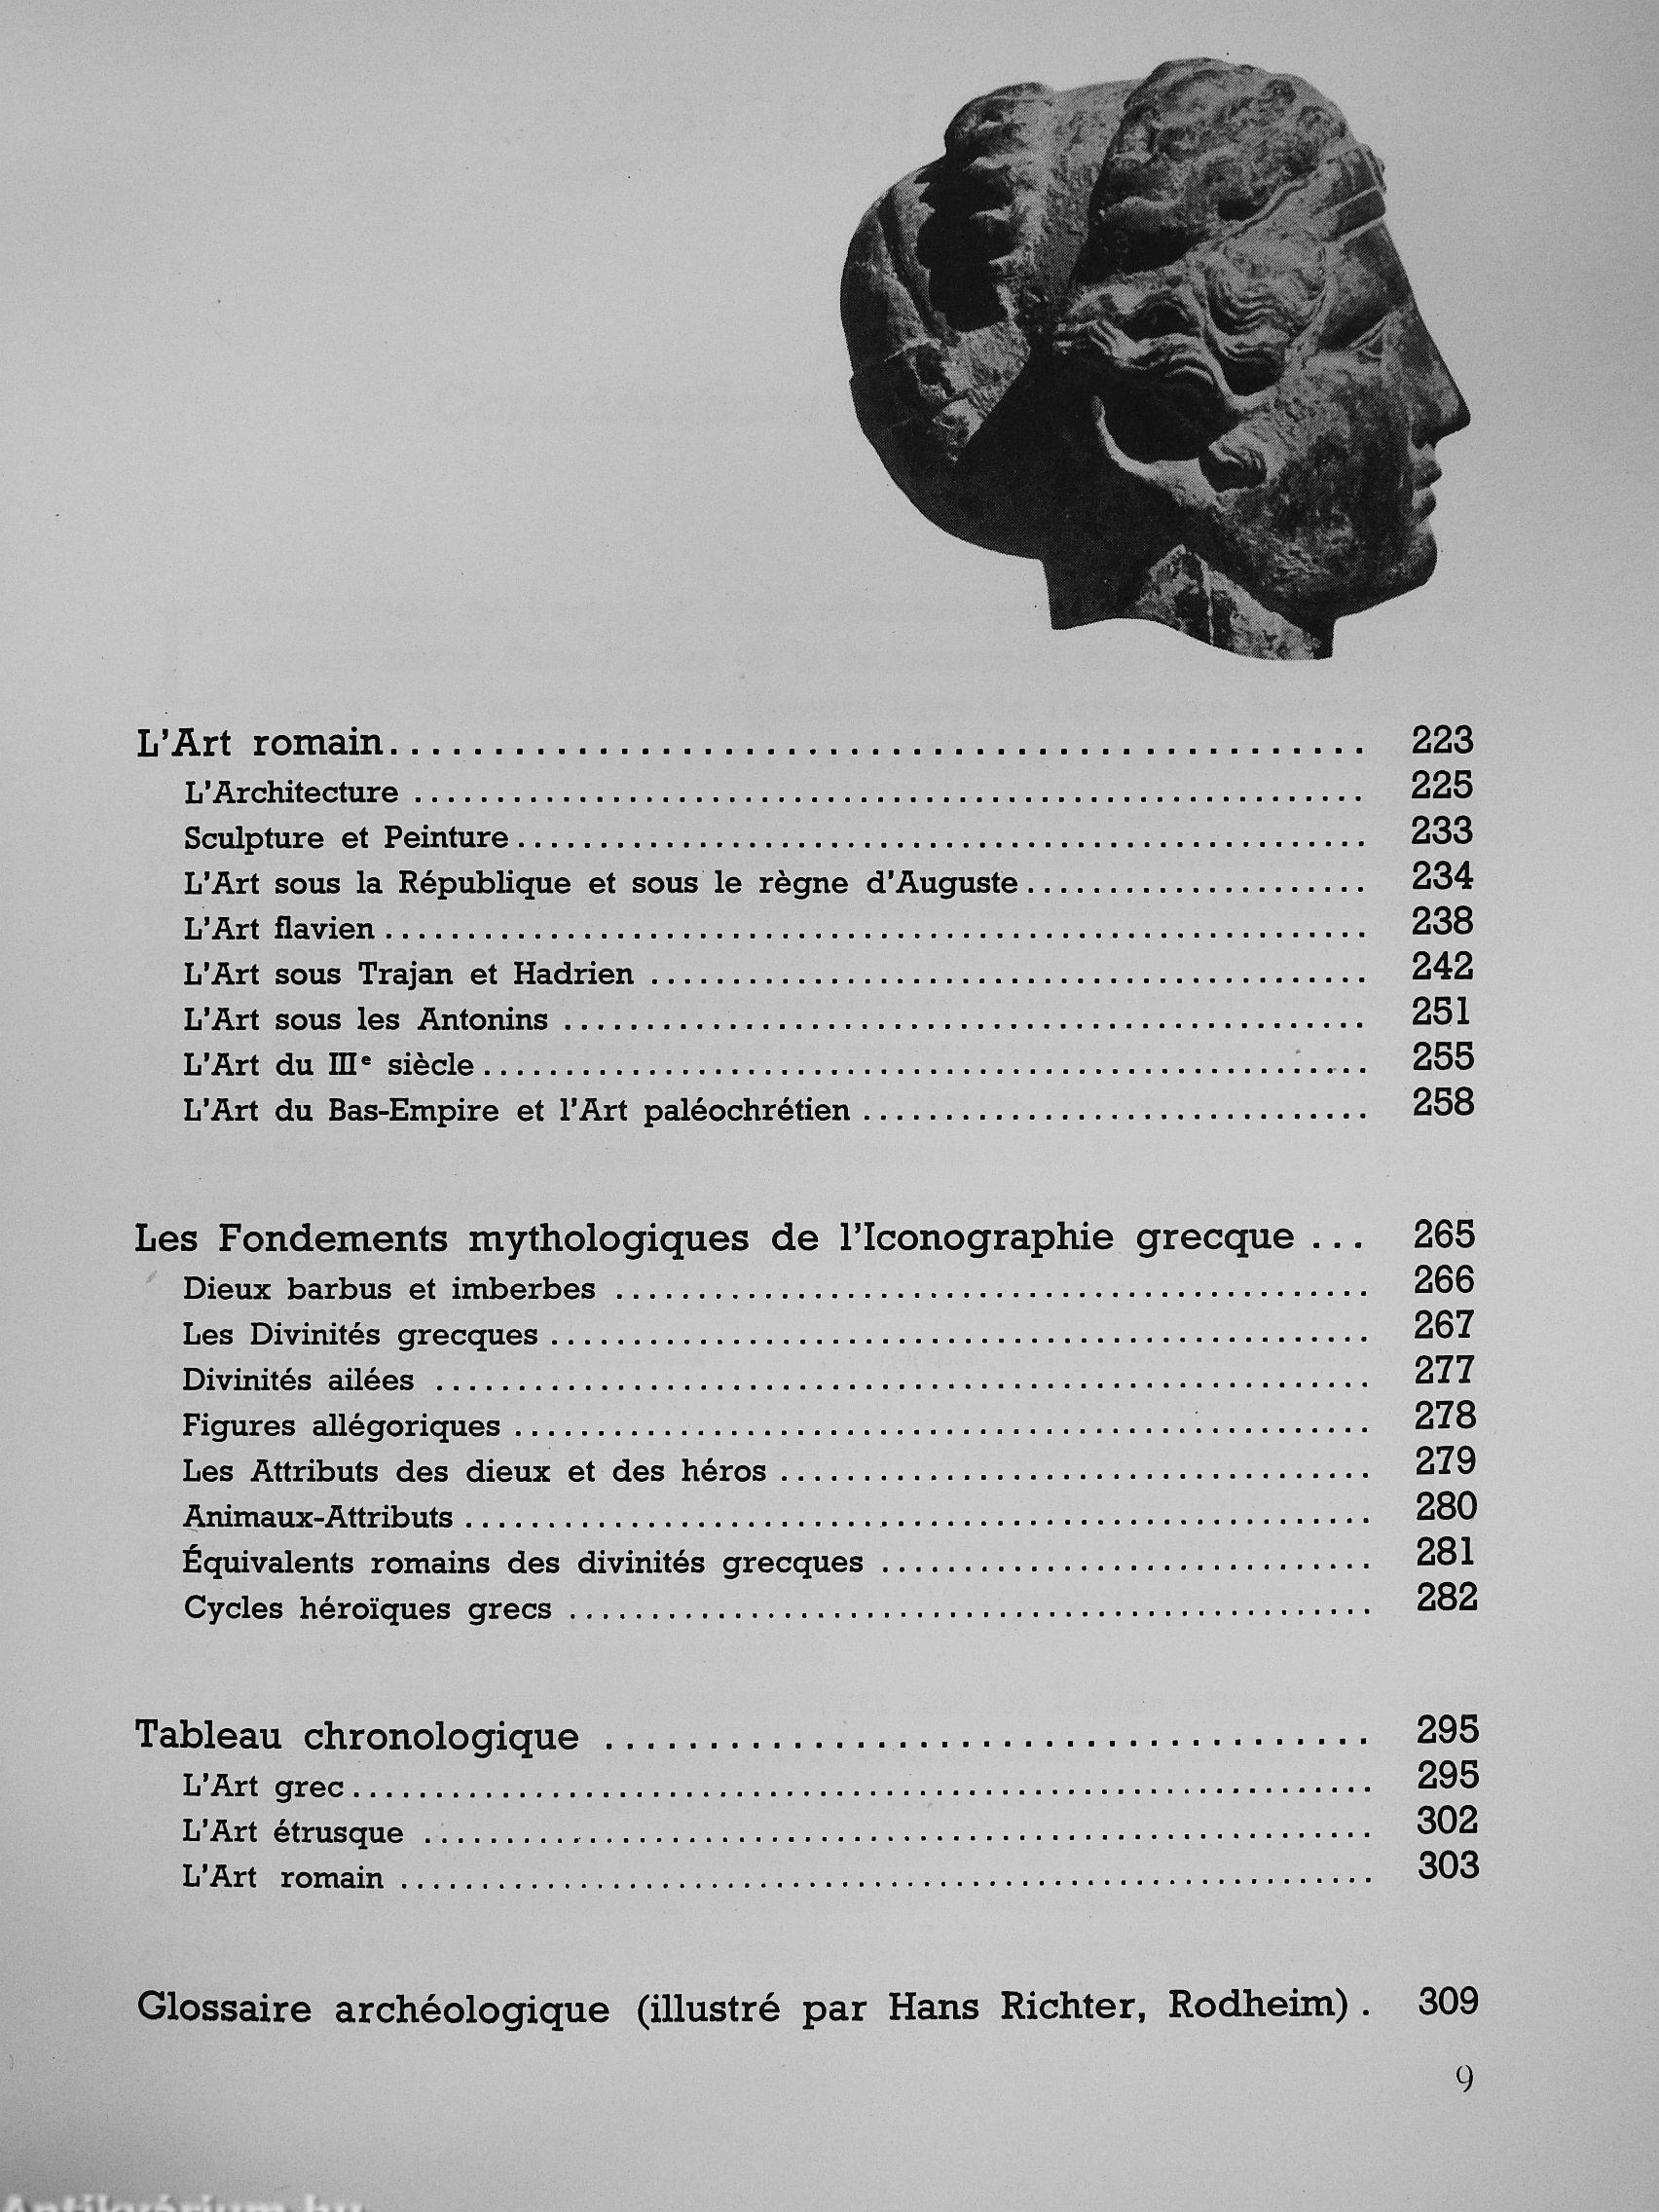 L'Art romain................................................ 223
L'Architecture ............................................................ 225
Sculpture et Peinture...................................................... 233
L'Art sous la République et sous le règne d'Auguste..................... 234
L'Art flavien.............................................................. 238
L'Art sous Trajan et Hadrien ............................................ 242
L'Art sous les Antonins .................................................. 251
L'Art du IIIe siècle....................................................... 255
L'Art du Bas-Empire et l'Art paléochrétien ............................... 258
Les Fondements mythologiques de l'Iconographie grecque ... 265
Dieux barbus et imberbes ............................................... 266
Les Divinités grecques................................................... 267
Divinités ailées .......................................................... 277
Figures allégoriques..................................................... 278
Les Attributs des dieux et des héros ..................................... 279
Animaux-Attributs........................................................ 280
Équivalents romains des divinités grecques .............................. 281
Cycles héroïques grecs .................................................. 282
Tableau chronologique ..................................... 295
L'Art grec................................................................ 295
L'Art étrusque ........................................................... 302
L'Art romain ............................................................. 303
Glossaire archéologique (illustré par Hans Richter, Rodheim) . 309
9
Antikvárium.hu